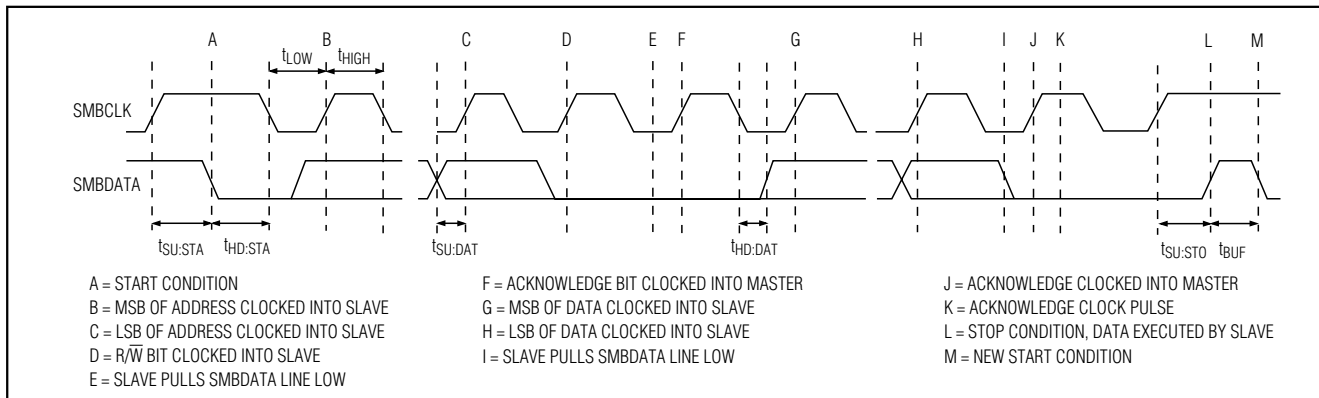 A B C D E F G H I J K L M
tLOW tHIGH
SMBCLK
SMBDATA
tSU:STA tHD:STA tSU:DAT tHD:DAT tSU:STO tBUF
A = START CONDITION
B = MSB OF ADDRESS CLOCKED INTO SLAVE
C = LSB OF ADDRESS CLOCKED INTO SLAVE
D = R/W̅ BIT CLOCKED INTO SLAVE
E = SLAVE PULLS SMBDATA LINE LOW
F = ACKNOWLEDGE BIT CLOCKED INTO MASTER
G = MSB OF DATA CLOCKED INTO SLAVE
H = LSB OF DATA CLOCKED INTO SLAVE
I = SLAVE PULLS SMBDATA LINE LOW
J = ACKNOWLEDGE CLOCKED INTO MASTER
K = ACKNOWLEDGE CLOCK PULSE
L = STOP CONDITION, DATA EXECUTED BY SLAVE
M = NEW START CONDITION